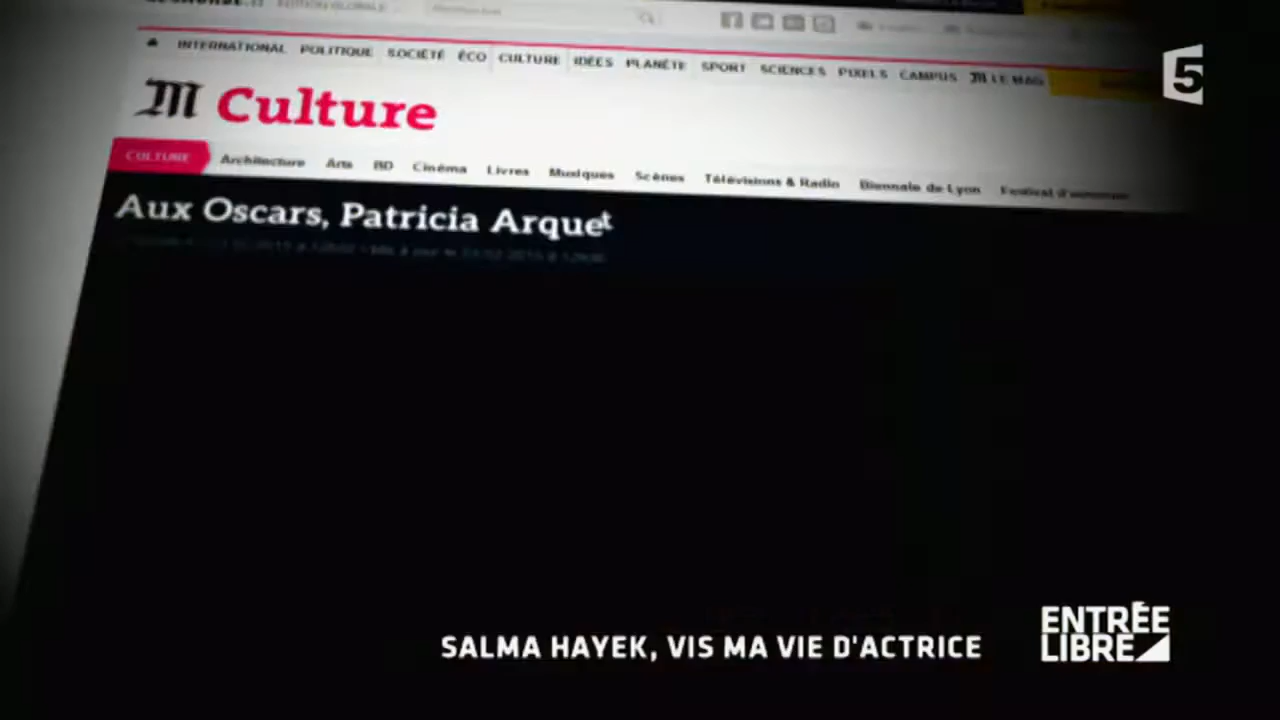 INTERNATIONAL POLITIQUE SOCIÉTÉ ÉCO CULTURE IDÉES PLANÈTE SPORT SCIENCES PIXELS CAMPUS M LE MAG
5
M Culture
CULTURE Architecture Arts BD Cinéma Livres Musiques Scènes Télévisions & Radio Biennale de Lyon
Aux Oscars, Patricia Arquet
SALMA HAYEK, VIS MA VIE D'ACTRICE
ENTRÉE
LIBRE